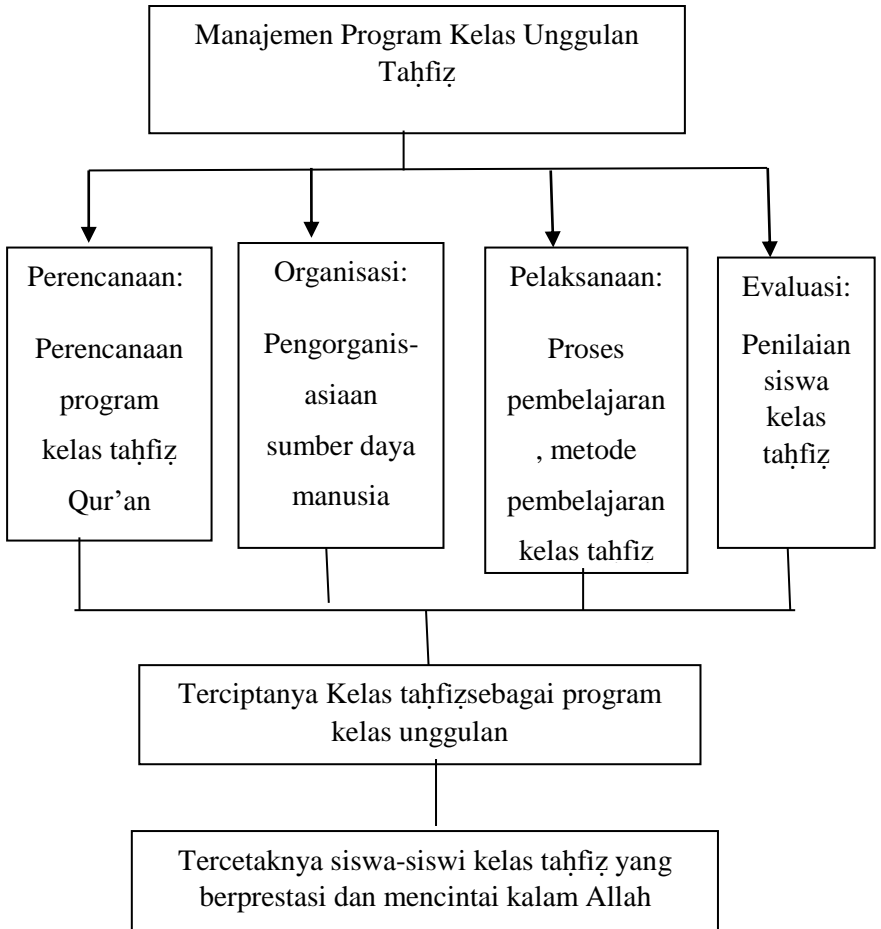 Manajemen Program Kelas Unggulan
Taḥfiẓ
Perencanaan:
Perencanaan
program
kelas taḥfiẓ
Qur’an
Organisasi:
Pengorganis-
asiaan
sumber daya
manusia
Pelaksanaan:
Proses
pembelajaran
, metode
pembelajaran
kelas tahfiz
Evaluasi:
Penilaian
siswa
kelas
taḥfiẓ
Terciptanya Kelas taḥfiẓsebagai program
kelas unggulan
Tercetaknya siswa-siswi kelas taḥfiẓ yang
berprestasi dan mencintai kalam Allah